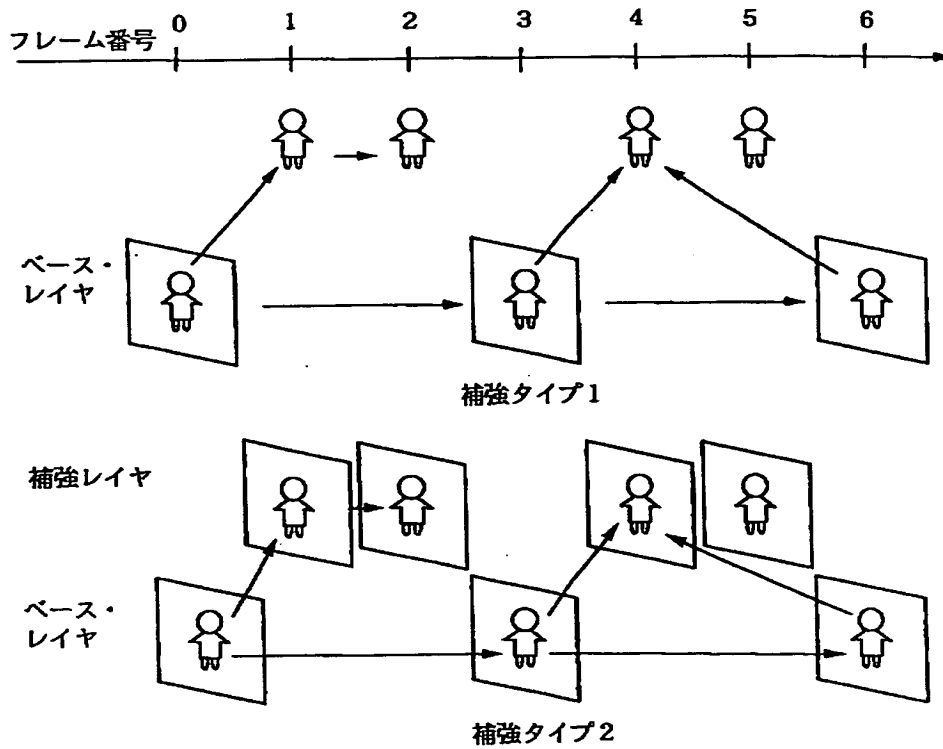 0 1 2 3 4 5 6
フレーム番号
ベース・
レイヤ
補強タイプ1
補強レイヤ
ベース・
レイヤ
補強タイプ2